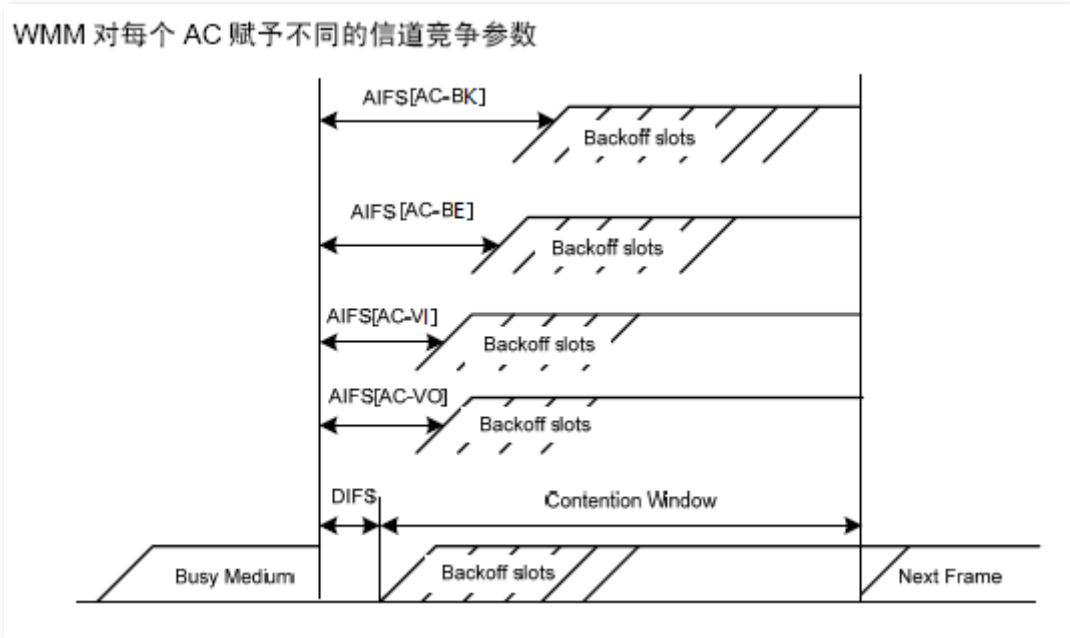 WMM 对每个 AC 赋予不同的信道竞争参数
AIFS[AC-BK]
Backoff slots
AIFS [AC-BE]
Backoff slots
AIFS[AC-VI]
Backoff slots
AIFS[AC-VO]
Backoff slots
DIFS
Contention Window
Busy Medium
Backoff slots
Next Frame